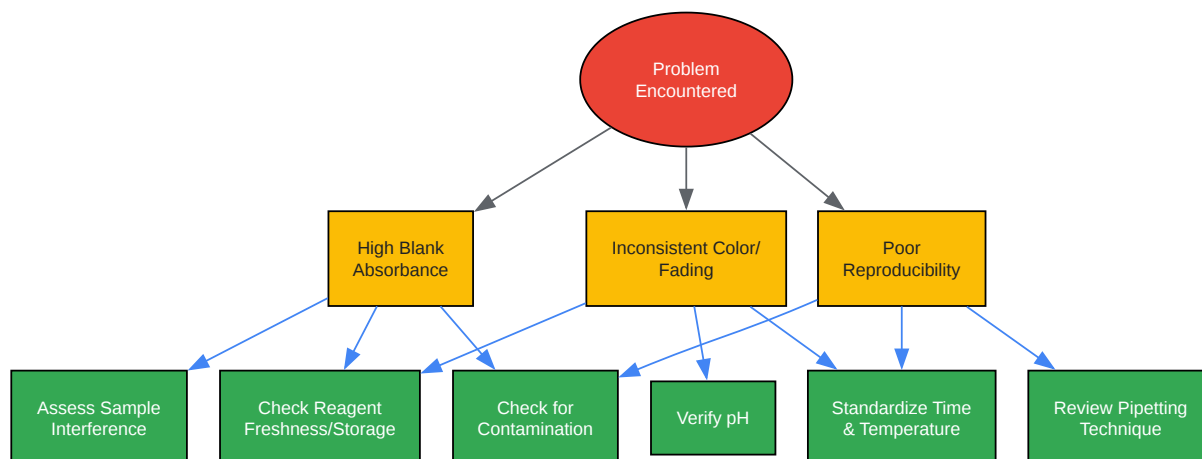 Problem
Encountered
High Blank
Absorbance
Inconsistent Color/
Fading
Poor
Reproducibility
Assess Sample
Interference
Check Reagent
Freshness/Storage
Check for
Contamination
Verify pH
Standardize Time
& Temperature
Review Pipetting
Technique